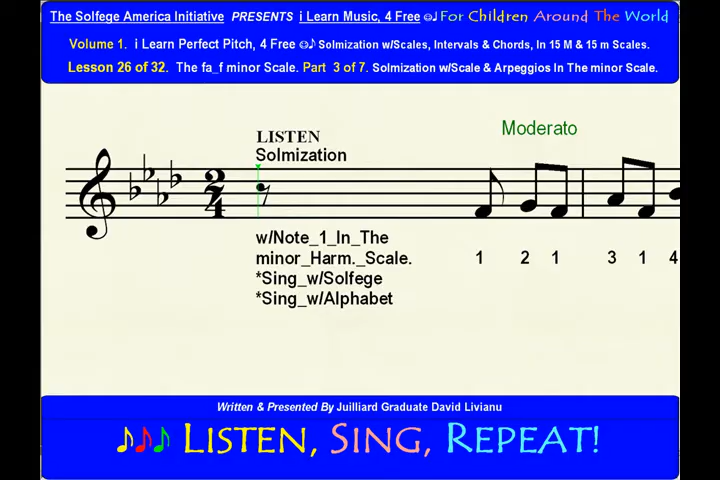 The Solfege America Initiative PRESENTS i Learn Music, 4 Free For Children Around The World
Volume 1. i Learn Perfect Pitch, 4 Free Solmization w/Scales, Intervals & Chords, In 15 M & 15 m Scales.
Lesson 26 of 32. The fa_f minor Scale. Part 3 of 7. Solmization w/Scale & Arpeggios In The minor Scale.
Moderato
LISTEN
Solmization
2
4
w/Note_1_In_The
minor_Harm._Scale.
*Sing_w/Solfege
*Sing_w/Alphabet
1 2 1 3 1 4
Written & Presented By Juilliard Graduate David Livianu
LISTEN, SING, REPEAT!